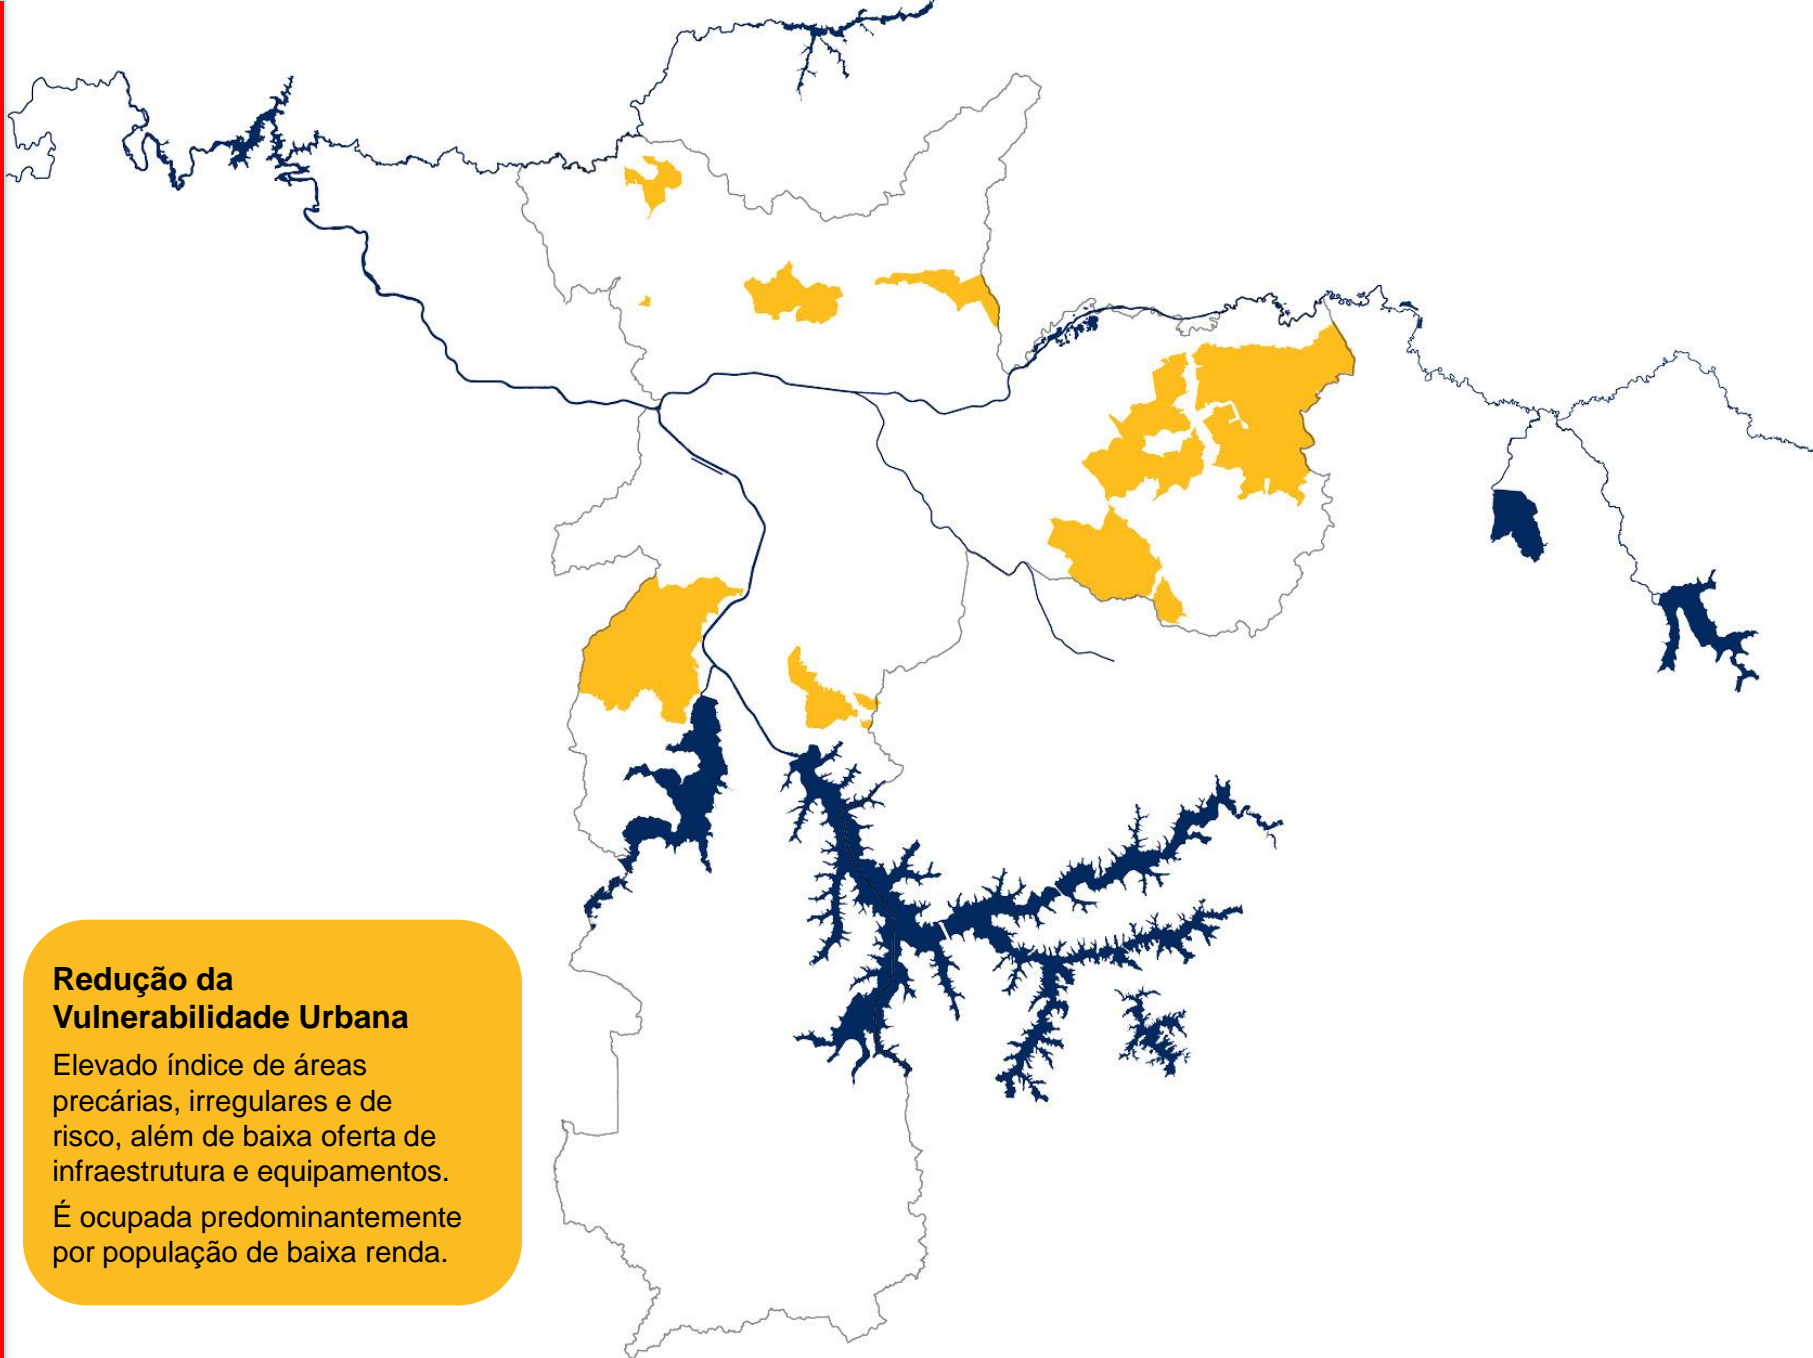 Redução da
Vulnerabilidade Urbana
Elevado índice de áreas
precárias, irregulares e de
risco, além de baixa oferta de
infraestrutura e equipamentos.
É ocupada predominantemente
por população de baixa renda.